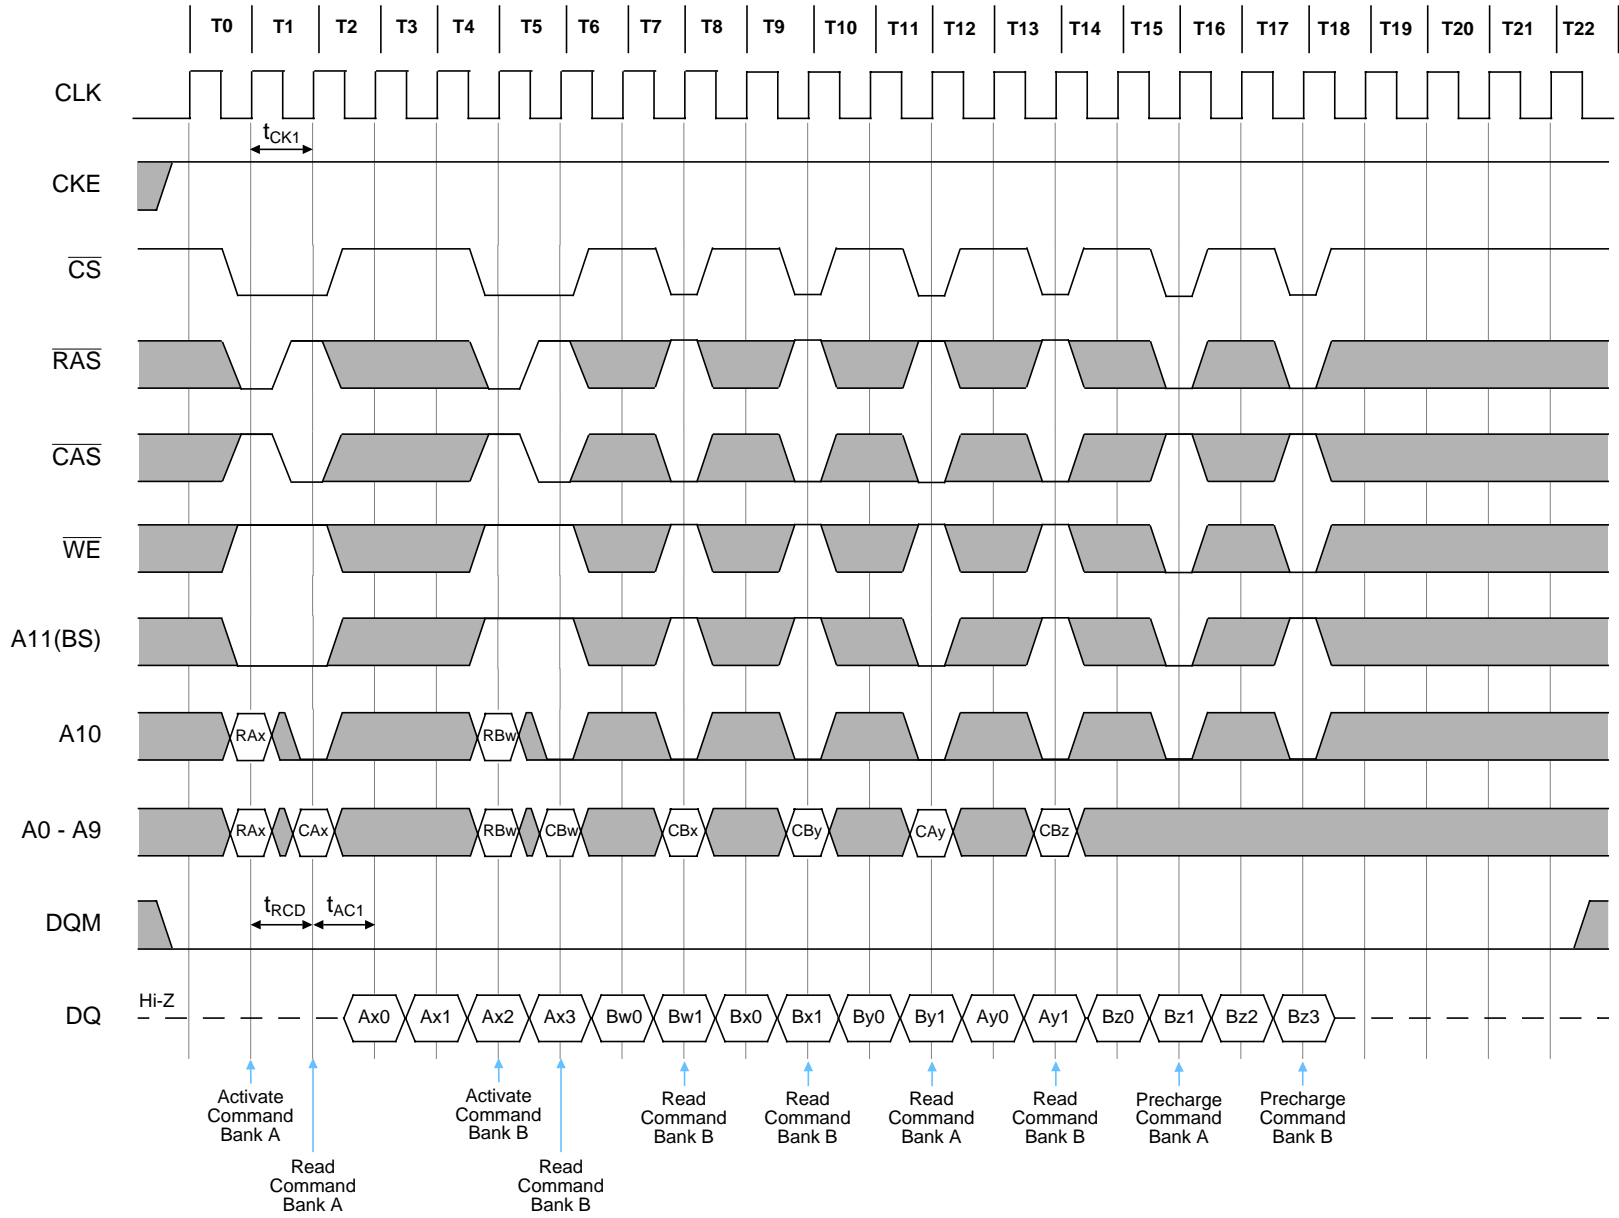 T0 T1 T2 T3 T4 T5 T6 T7 T8 T9 T10 T11 T12 T13 T14 T15 T16 T17 T18 T19 T20 T21 T22
CLK
tCK1
CKE
CS
RAS
CAS
WE
A11(BS)
A10 RAx RBw
A0 - A9 RAx CAx RBw CBw CBx CBy CAy CBz
DQM tRCD tAC1
Hi-Z
DQ Ax0 Ax1 Ax2 Ax3 Bw0 Bw1 Bx0 Bx1 By0 By1 Ay0 Ay1 Bz0 Bz1 Bz2 Bz3
Activate
Command
Bank A
Read
Command
Bank A
Activate
Command
Bank B
Read
Command
Bank B
Read
Command
Bank B
Read
Command
Bank B
Read
Command
Bank A
Read
Command
Bank B
Precharge
Command
Bank A
Precharge
Command
Bank B